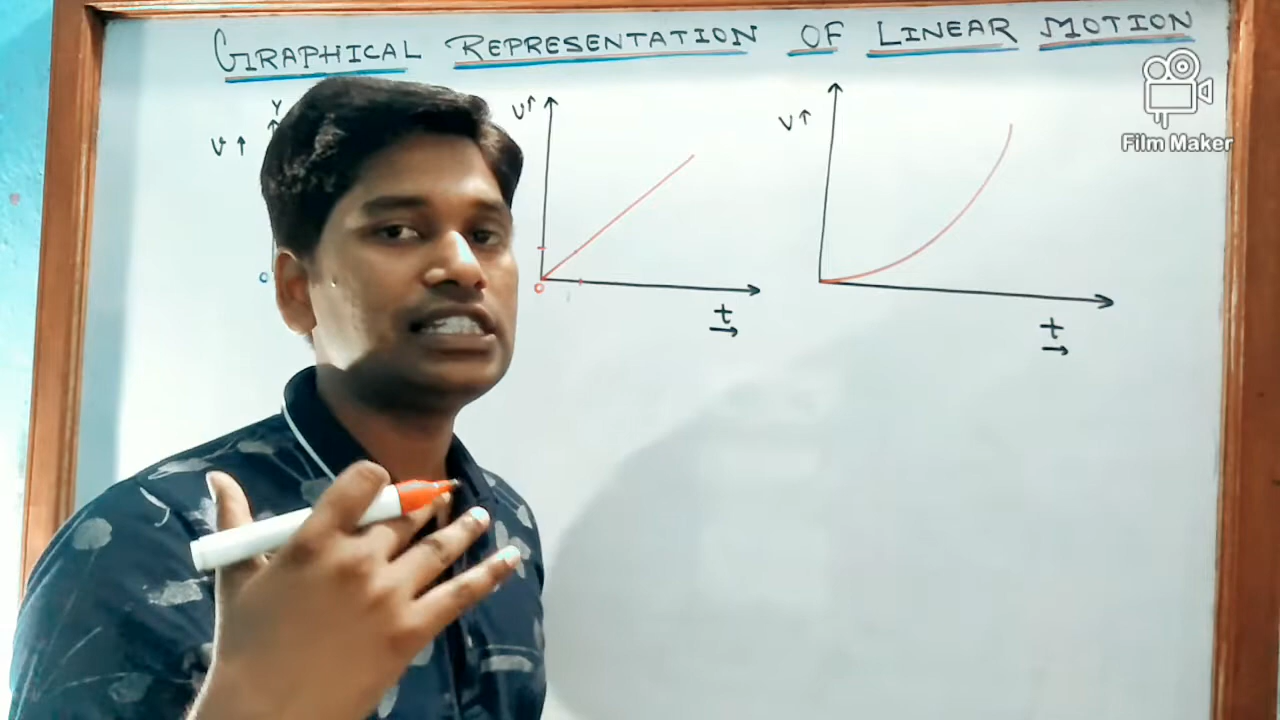 GRAPHICAL REPRESENTATION OF LINEAR MOTION
Y
v ↑
v↑
v↑
o
o
t
→
t
→
Film Maker